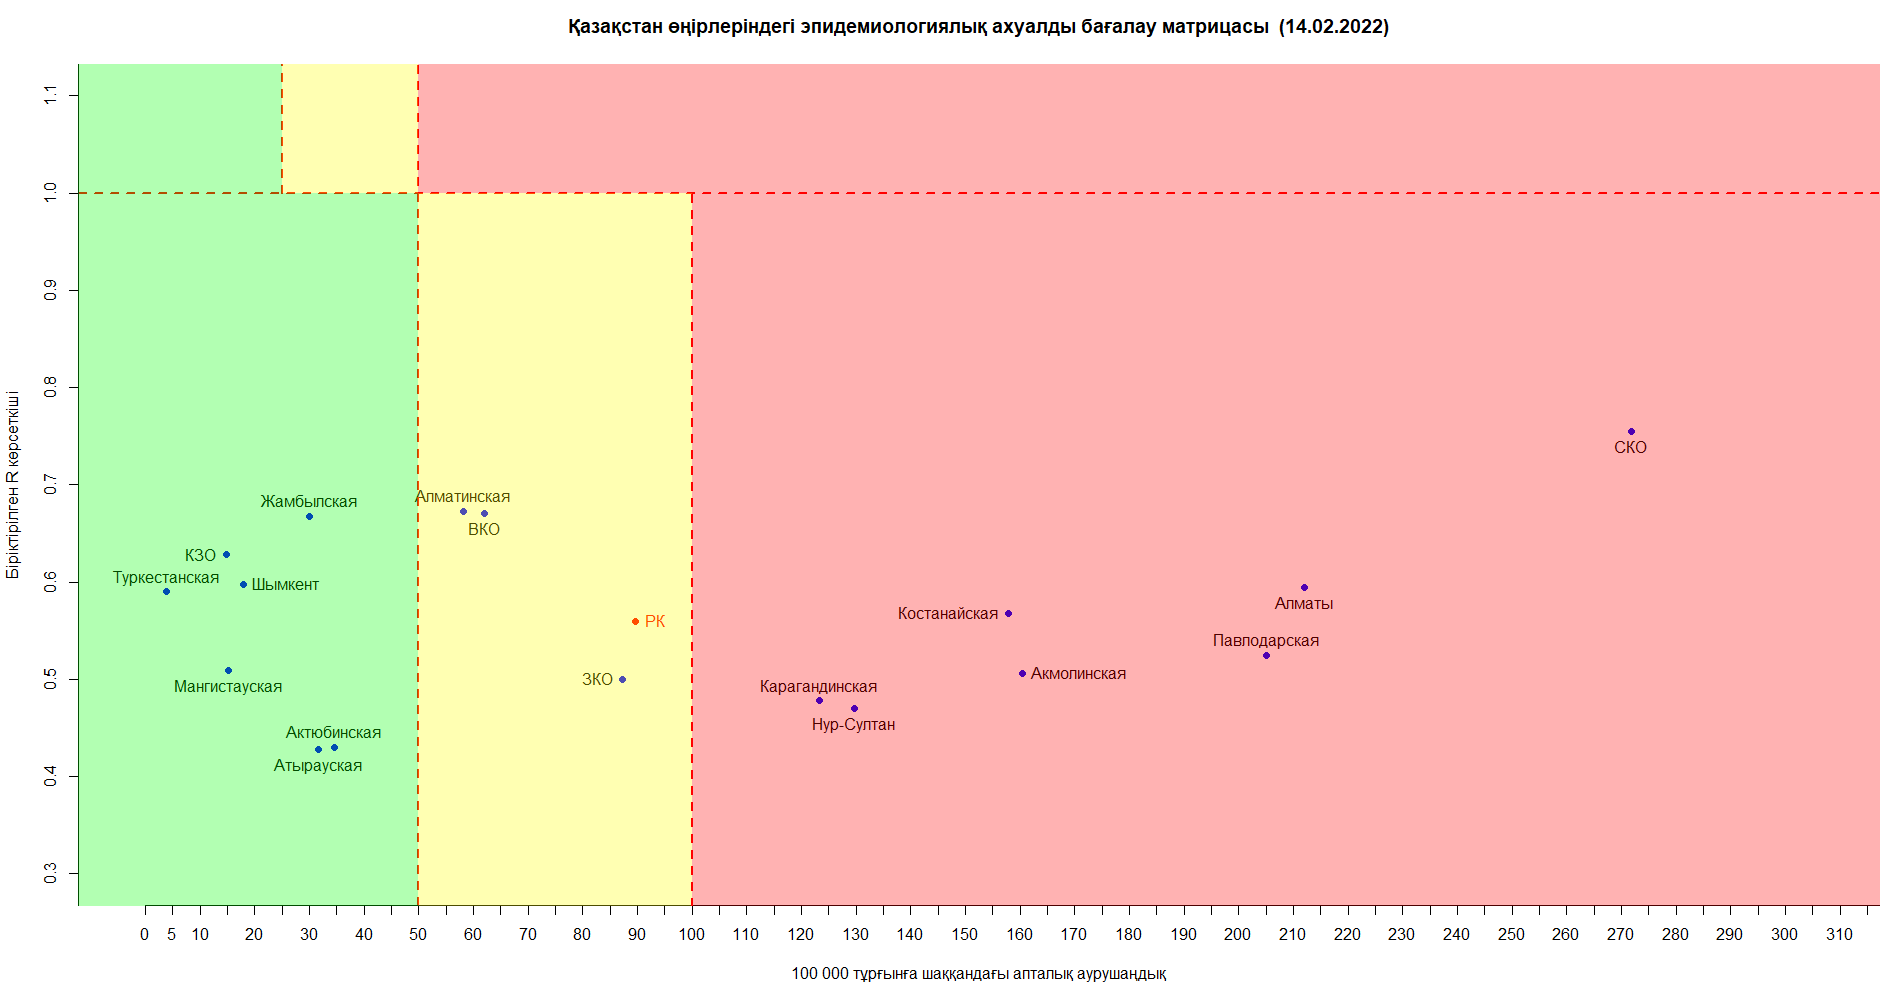 Қазақстан өңірлеріндегі эпидемиологиялық ахуалды бағалау матрицасы (14.02.2022)
1.1
1.0
0.9
0.8
0.7
0.6
0.5
0.4
0.3
Біріктірілген R көрсеткіші
СКО
Алматинская
Жамбылская
ВКО
КЗО
Туркестанская
Шымкент
Алматы
Костанайская
РК
Павлодарская
Акмолинская
ЗКО
Мангистауская
Карагандинская
Нур-Султан
Актюбинская
Атырауская
0 5 10 20 30 40 50 60 70 80 90 100 110 120 130 140 150 160 170 180 190 200 210 220 230 240 250 260 270 280 290 300 310
100 000 тұрғынға шаққандағы апталық аурушаңдық